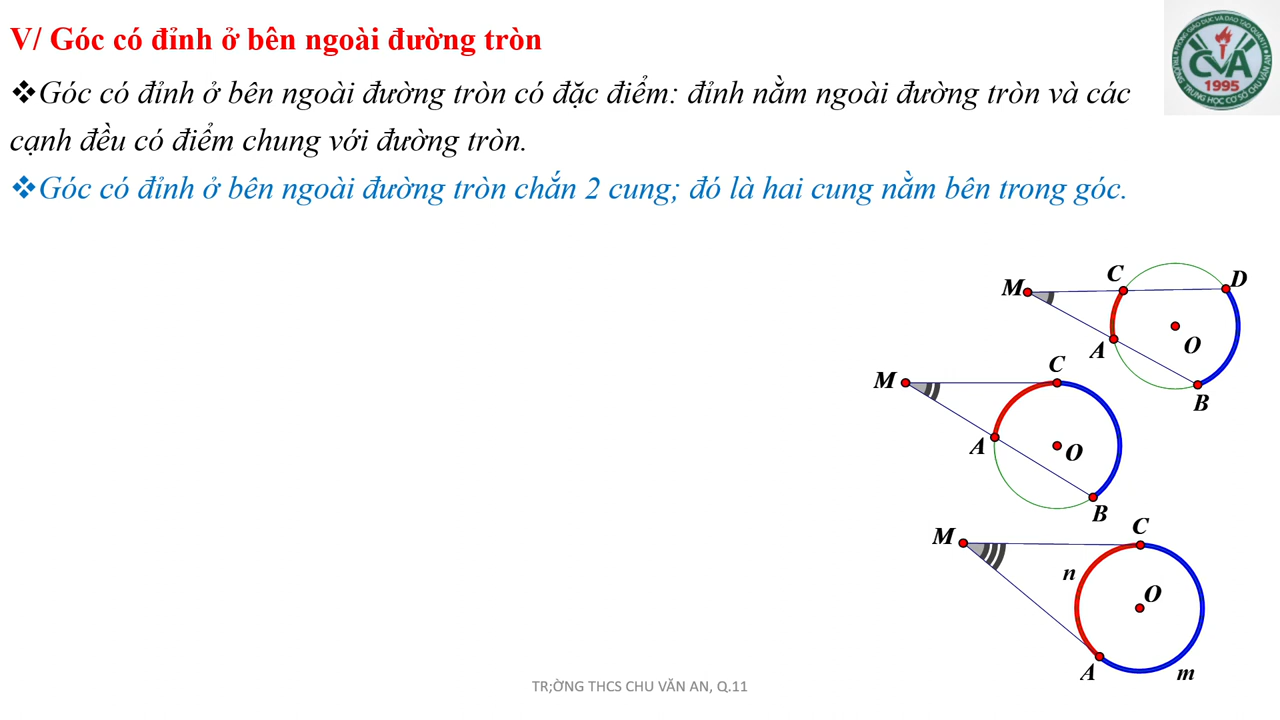 V/ Góc có đỉnh ở bên ngoài đường tròn
❖Góc có đỉnh ở bên ngoài đường tròn có đặc điểm: đỉnh nằm ngoài đường tròn và các
cạnh đều có điểm chung với đường tròn.
❖Góc có đỉnh ở bên ngoài đường tròn chắn 2 cung; đó là hai cung nằm bên trong góc.
CVA
1995
M C D
A O
B
M C
A O
B
M C
n O
A m
TR;ỜNG THCS CHU VĂN AN, Q.11